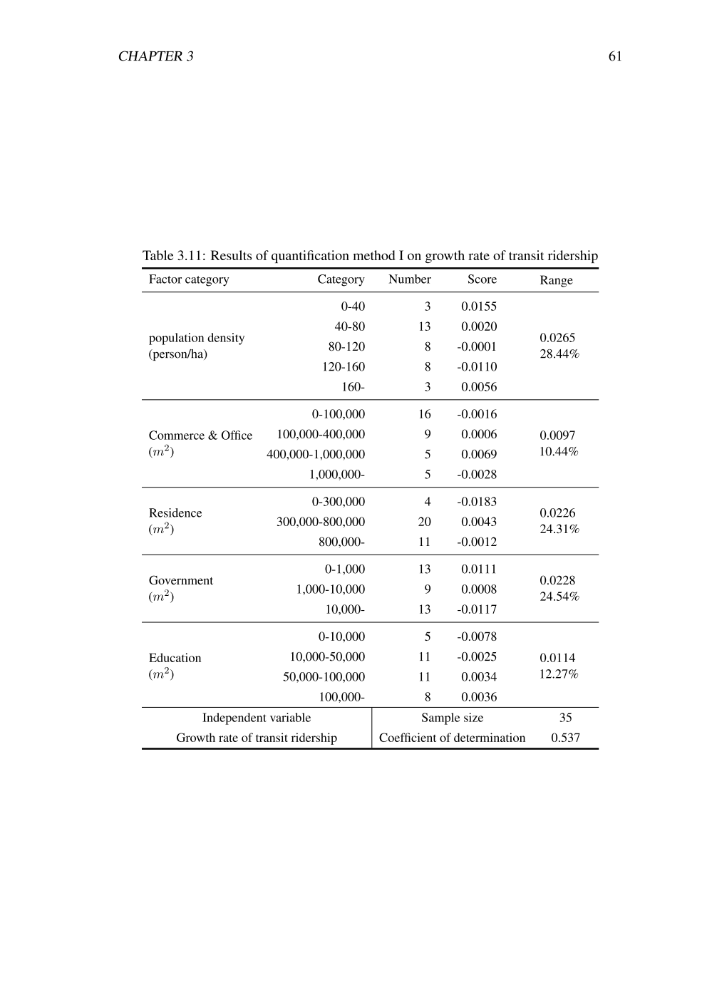 CHAPTER 3 61
Table 3.11: Results of quantification method I on growth rate of transit ridership
Factor category Category Number Score Range
0-40 3 0.0155
40-80 13 0.0020
population density 80-120 8 -0.0001 0.0265
(person/ha) 120-160 8 -0.0110 28.44%
160- 3 0.0056
0-100,000 16 -0.0016
Commerce & Office 100,000-400,000 9 0.0006 0.0097
(m²) 400,000-1,000,000 5 0.0069 10.44%
1,000,000- 5 -0.0028
0-300,000 4 -0.0183
Residence 300,000-800,000 20 0.0043 0.0226
(m²) 800,000- 11 -0.0012 24.31%
0-1,000 13 0.0111
Government 1,000-10,000 9 0.0008 0.0228
(m²) 10,000- 13 -0.0117 24.54%
0-10,000 5 -0.0078
Education 10,000-50,000 11 -0.0025 0.0114
(m²) 50,000-100,000 11 0.0034 12.27%
100,000- 8 0.0036
Independent variable Sample size 35
Growth rate of transit ridership Coefficient of determination 0.537